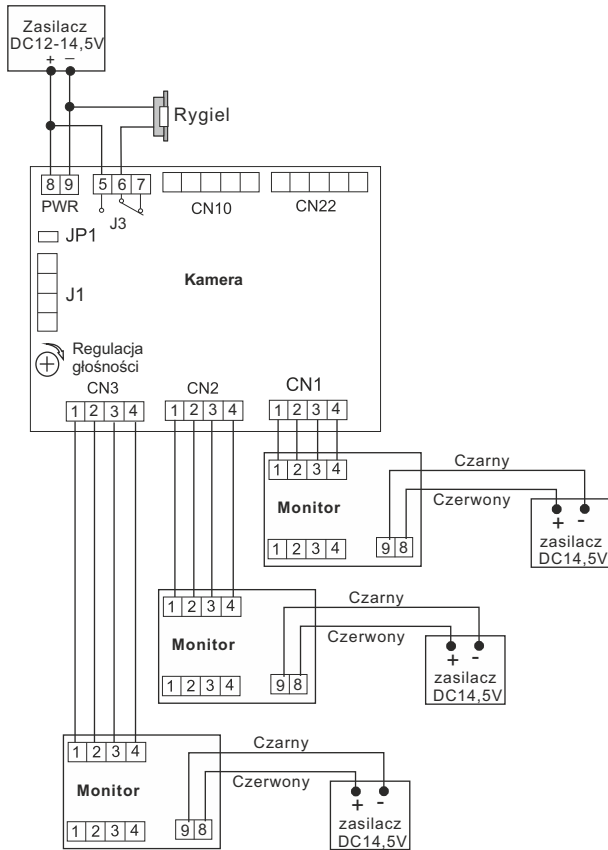 Zasilacz
DC12-14,5V
+ −
Rygiel
8 9
5 6 7
PWR
J3
CN10
CN22
JP1
J1
Kamera
Regulacja
głośności
CN3
CN2
CN1
1 2 3 4
1 2 3 4
1 2 3 4
1 2 3 4
Monitor
1 2 3 4
9 8
Czarny
Czerwony
+ -
zasilacz
DC14,5V
1 2 3 4
Monitor
1 2 3 4
9 8
Czarny
Czerwony
+ -
zasilacz
DC14,5V
1 2 3 4
Monitor
1 2 3 4
9 8
Czarny
Czerwony
+ -
zasilacz
DC14,5V